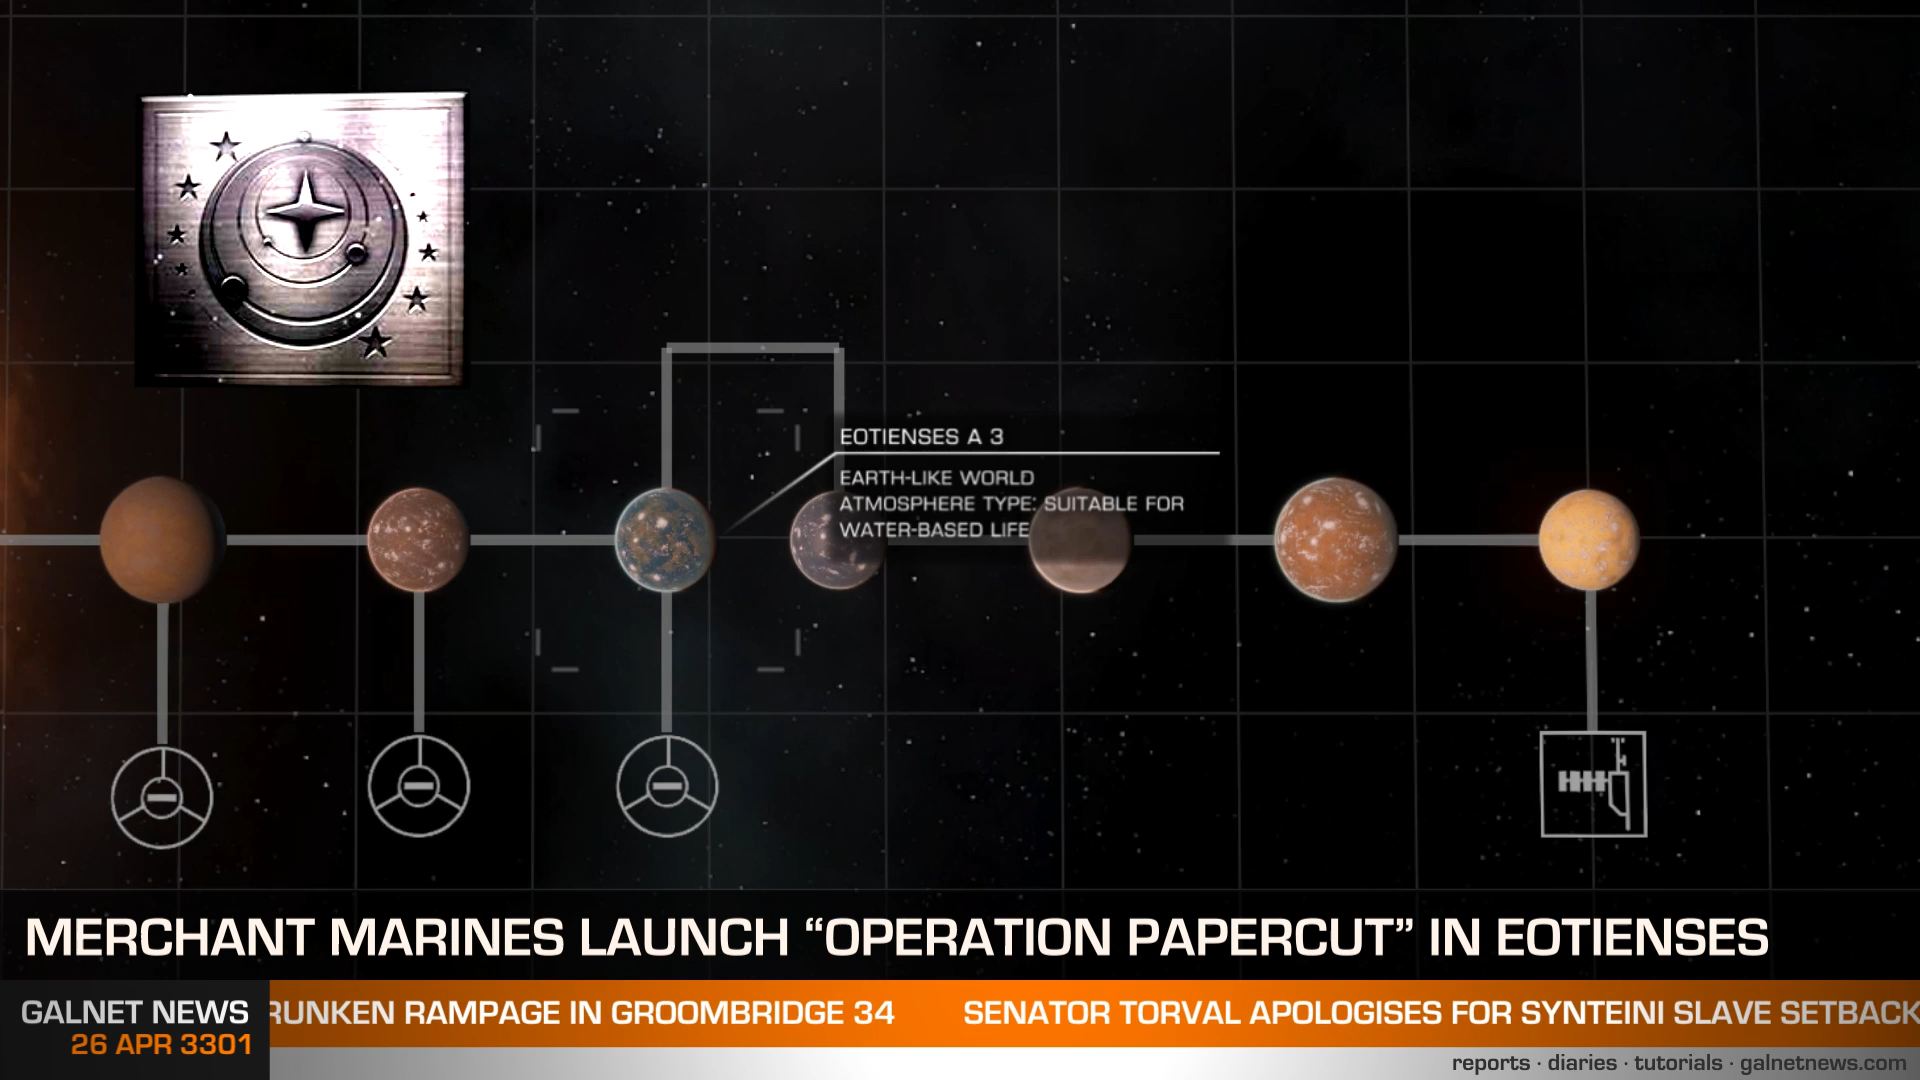 EOTIENSES A 3
EARTH-LIKE WORLD
ATMOSPHERE TYPE: SUITABLE FOR
WATER-BASED LIFE
MERCHANT MARINES LAUNCH “OPERATION PAPERCUT” IN EOTIENSES
GALNET NEWS
26 APR 3301
RUNKEN RAMPAGE IN GROOMBRIDGE 34 SENATOR TORVAL APOLOGISES FOR SYNTEINI SLAVE SETBACK
reports · diaries · tutorials · galnetnews.com